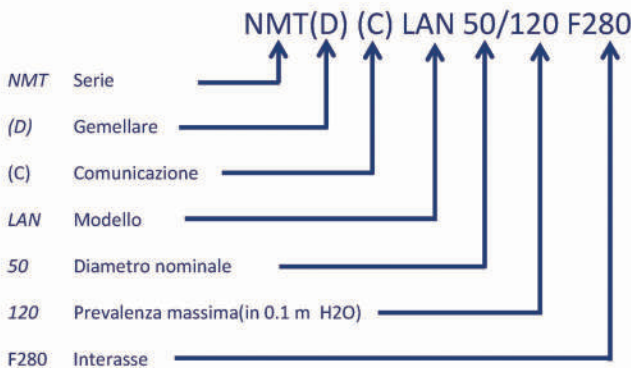 NMT(D) (C) LAN 50/120 F280
NMT Serie
(D) Gemellare
(C) Comunicazione
LAN Modello
50 Diametro nominale
120 Prevalenza massima(in 0.1 m H2O)
F280 Interasse